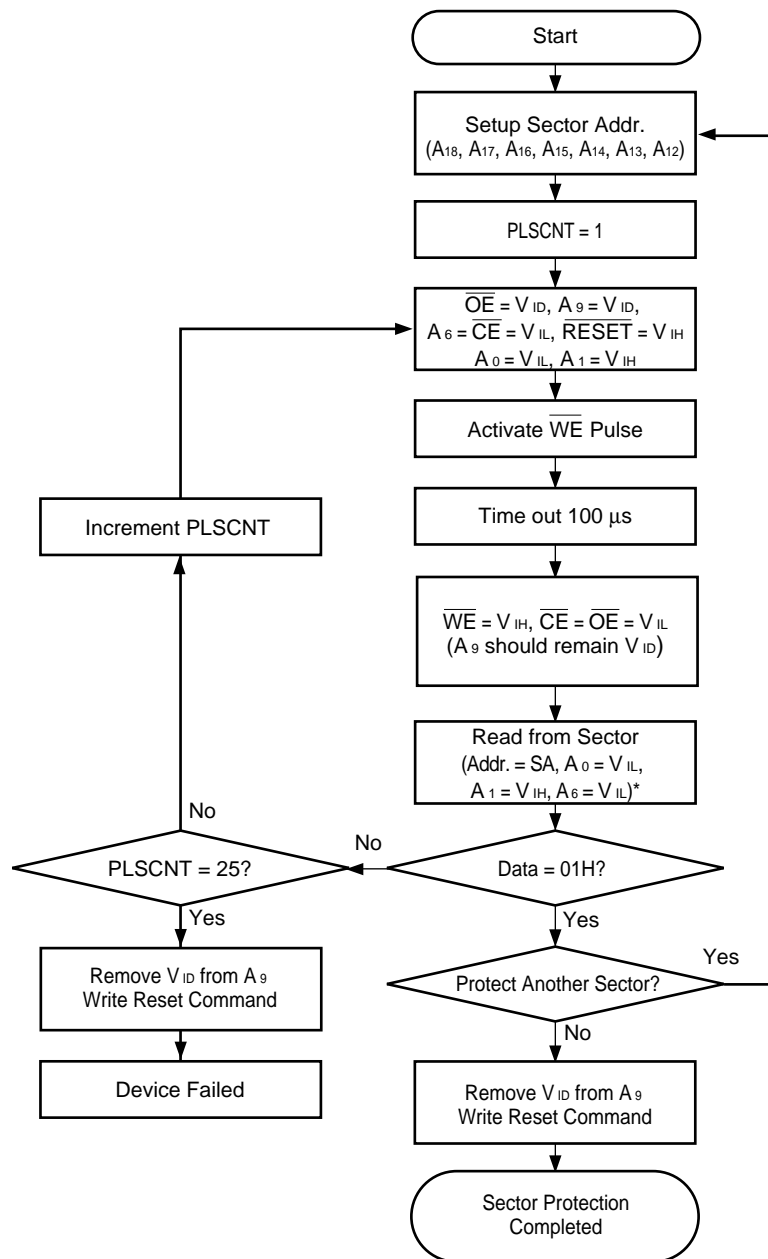 Start
Setup Sector Addr.
(A18, A17, A16, A15, A14, A13, A12)
PLSCNT = 1
OE = VID, A9 = VID,
A6 = CE = VIL, RESET = VIH
A0 = VIL, A1 = VIH
Activate WE Pulse
Increment PLSCNT
Time out 100 µs
WE = VIH, CE = OE = VIL
(A9 should remain VID)
Read from Sector
(Addr. = SA, A0 = VIL,
A1 = VIH, A6 = VIL)*
No
No
PLSCNT = 25?
Data = 01H?
Yes
Yes
Yes
Remove VID from A9
Write Reset Command
Protect Another Sector?
No
Device Failed
Remove VID from A9
Write Reset Command
Sector Protection
Completed